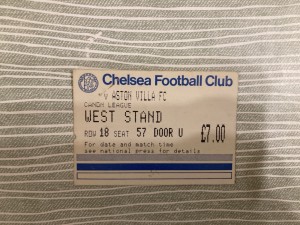 Chelsea Football Club
v ASTON VILLA FC
CANON LEAGUE
WEST STAND
ROW 18 SEAT 57 DOOR U £7.00
For date and match time
see national press for details